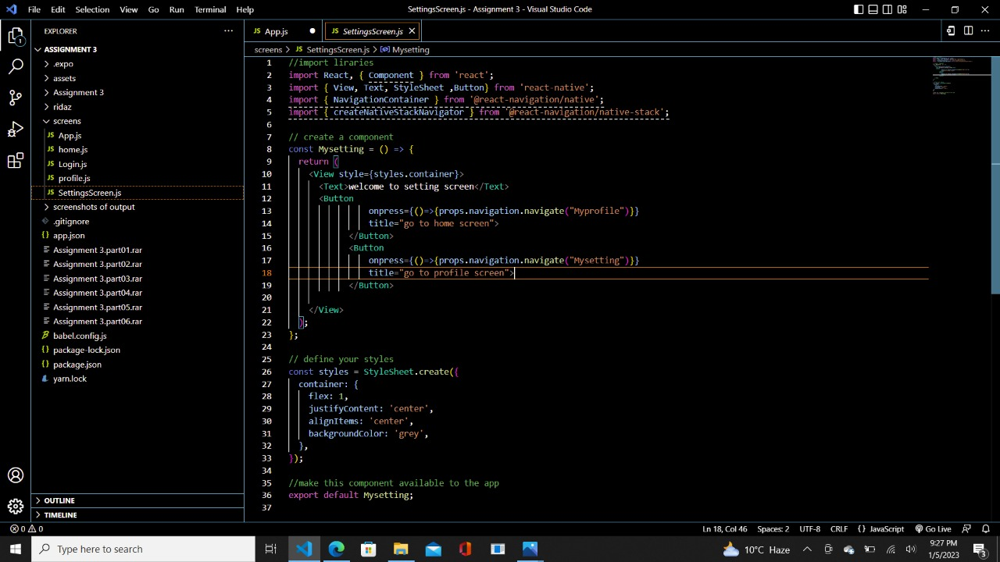 File Edit Selection View Go Run Terminal Help
SettingsScreen.js - Assignment 3 - Visual Studio Code
EXPLORER
ASSIGNMENT 3
.expo
assets
Assignment 3
ridaz
screens
App.js
home.js
Login.js
profile.js
SettingsScreen.js
screenshots of output
.gitignore
app.json
Assignment 3.part01.rar
Assignment 3.part02.rar
Assignment 3.part03.rar
Assignment 3.part04.rar
Assignment 3.part05.rar
Assignment 3.part06.rar
babel.config.js
package-lock.json
package.json
yarn.lock
OUTLINE
TIMELINE
App.js
SettingsScreen.js
screens > SettingsScreen.js > Mysetting
1 //import liraries
2 import React, { Component } from 'react';
3 import { View, Text, StyleSheet ,Button} from 'react-native';
4 import { NavigationContainer } from '@react-navigation/native';
5 import { createNativeStackNavigator } from '@react-navigation/native-stack';
6
7 // create a component
8 const Mysetting = () => {
9 return (
10 <View style={styles.container}>
11 <Text>welcome to setting screen</Text>
12 <Button
13 onpress={()=>{props.navigation.navigate("Myprofile")}}
14 title="go to home screen">
15 </Button>
16 <Button
17 onpress={()=>{props.navigation.navigate("Mysetting")}}
18 title="go to profile screen">
19 </Button>
20
21 </View>
22 );
23 };
24
25 // define your styles
26 const styles = StyleSheet.create({
27 container: {
28 flex: 1,
29 justifyContent: 'center',
30 alignItems: 'center',
31 backgroundColor: 'grey',
32 },
33 });
34
35 //make this component available to the app
36 export default Mysetting;
37
0 0
Ln 18, Col 46 Spaces: 2 UTF-8 CRLF {} JavaScript Go Live
1
Type here to search
10°C Haze
9:27 PM
1/5/2023
3